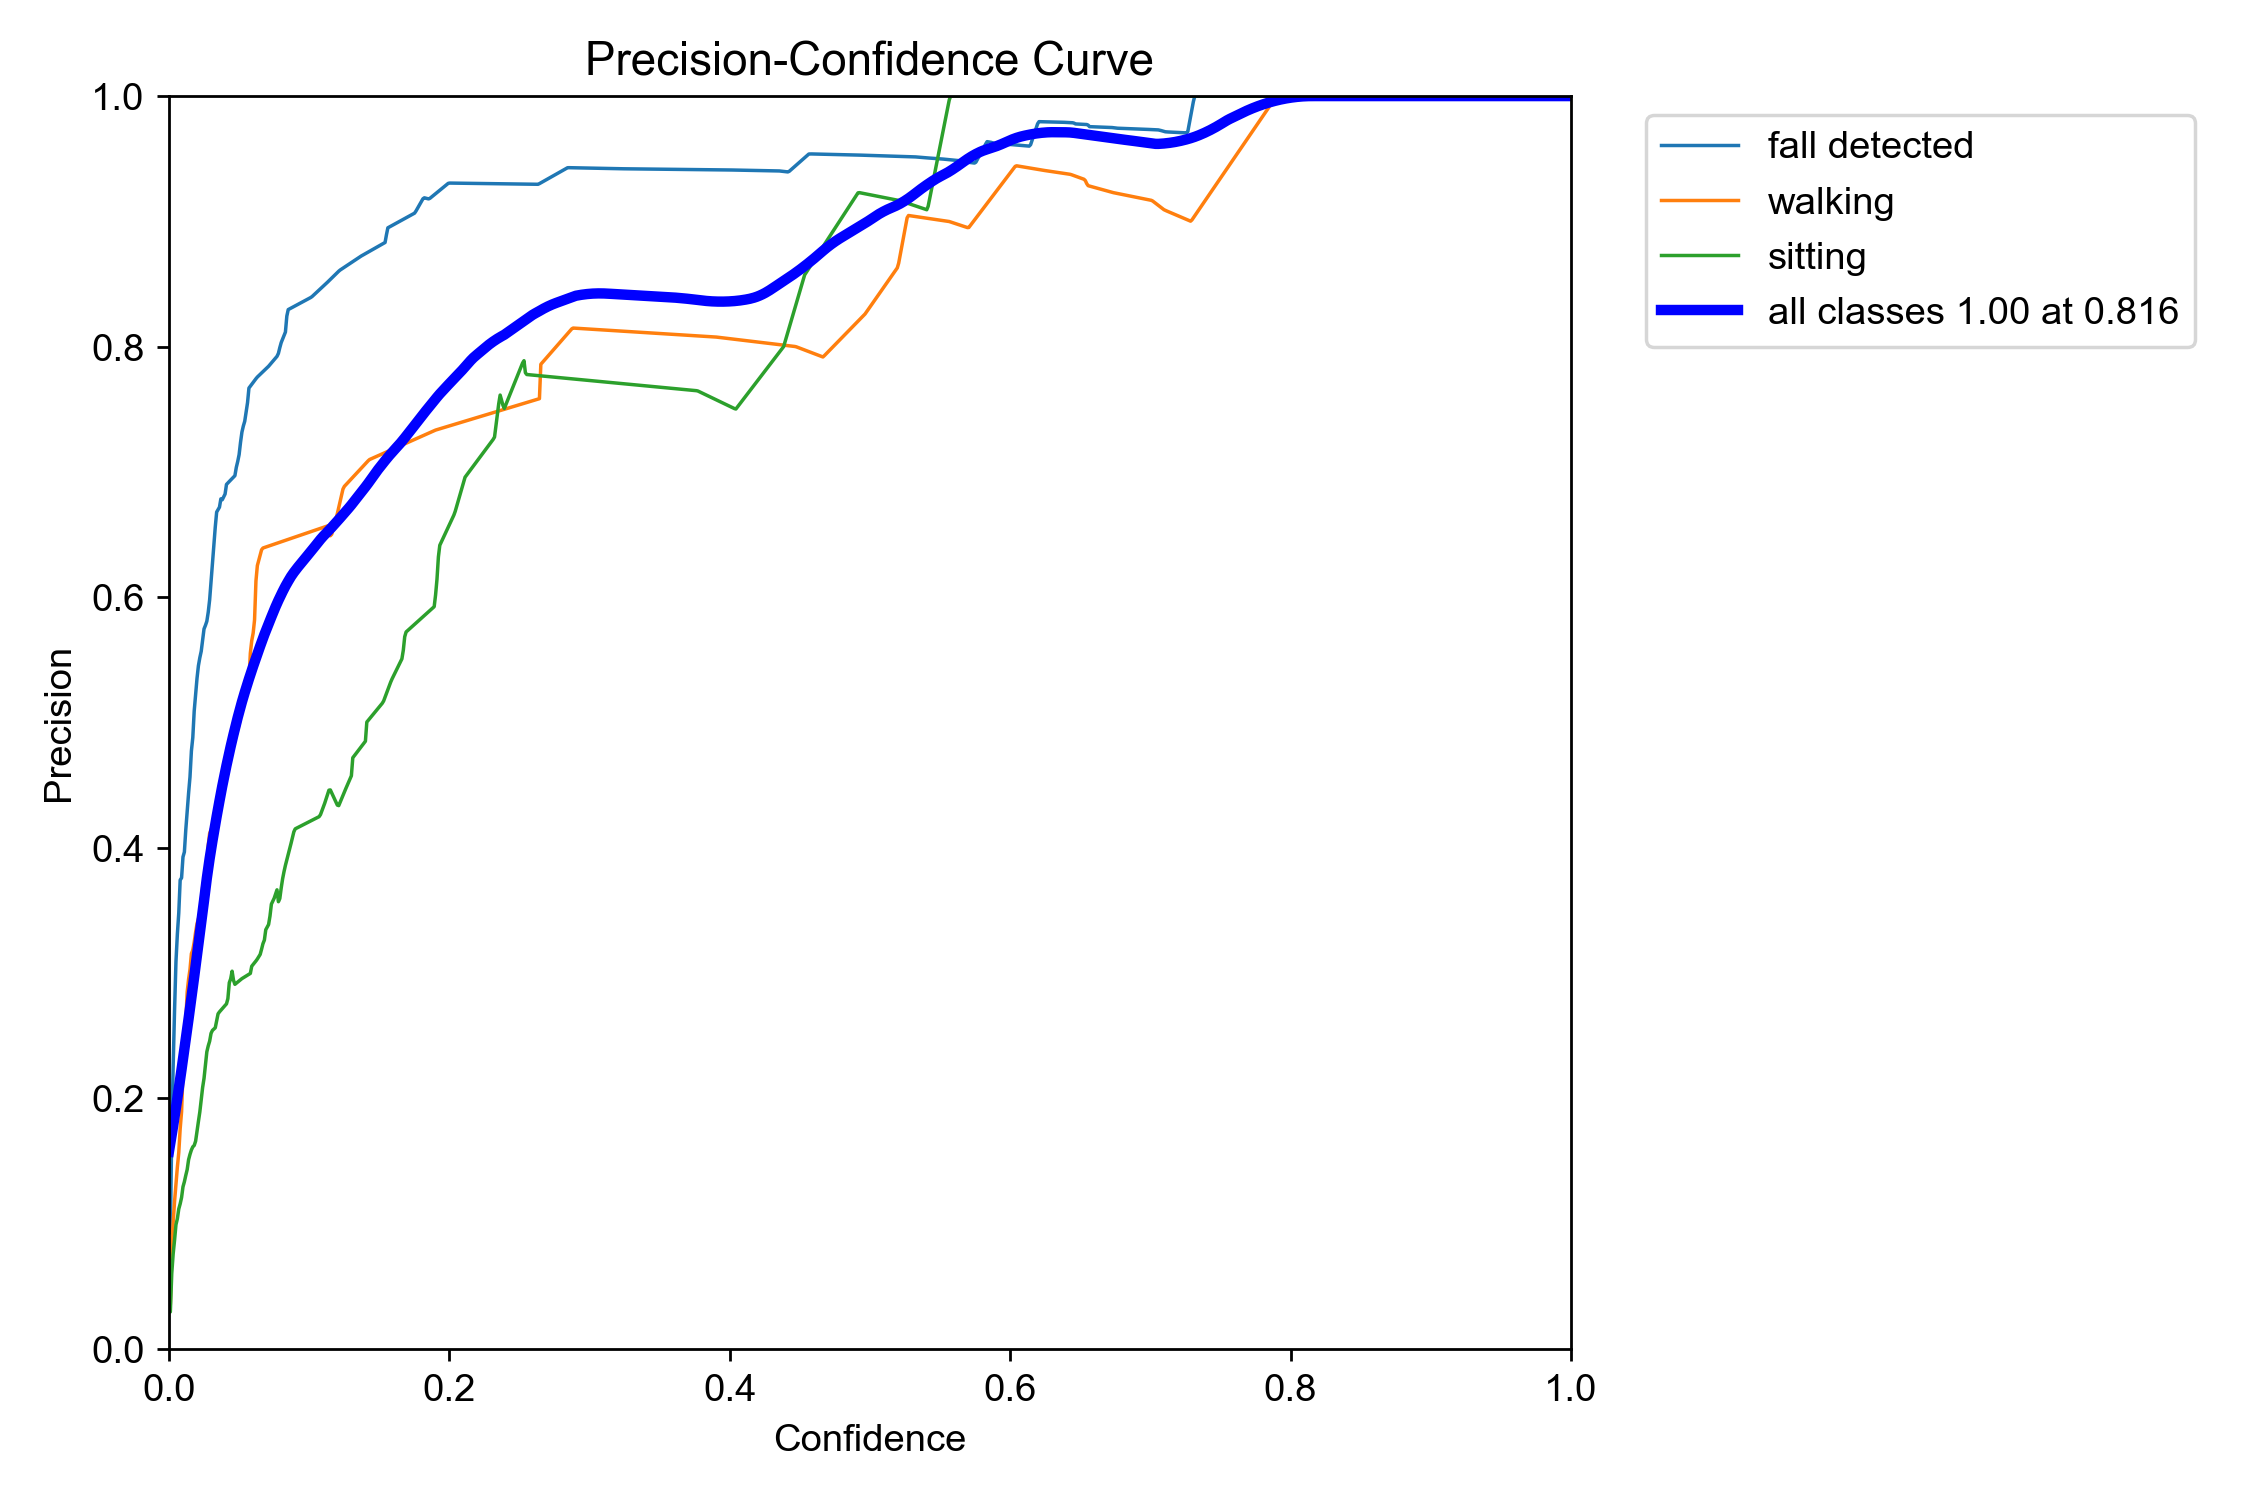 Precision-Confidence Curve
1.0
0.8
0.6
0.4
0.2
0.0
Precision
0.0 0.2 0.4 0.6 0.8 1.0
Confidence
fall detected
walking
sitting
all classes 1.00 at 0.816